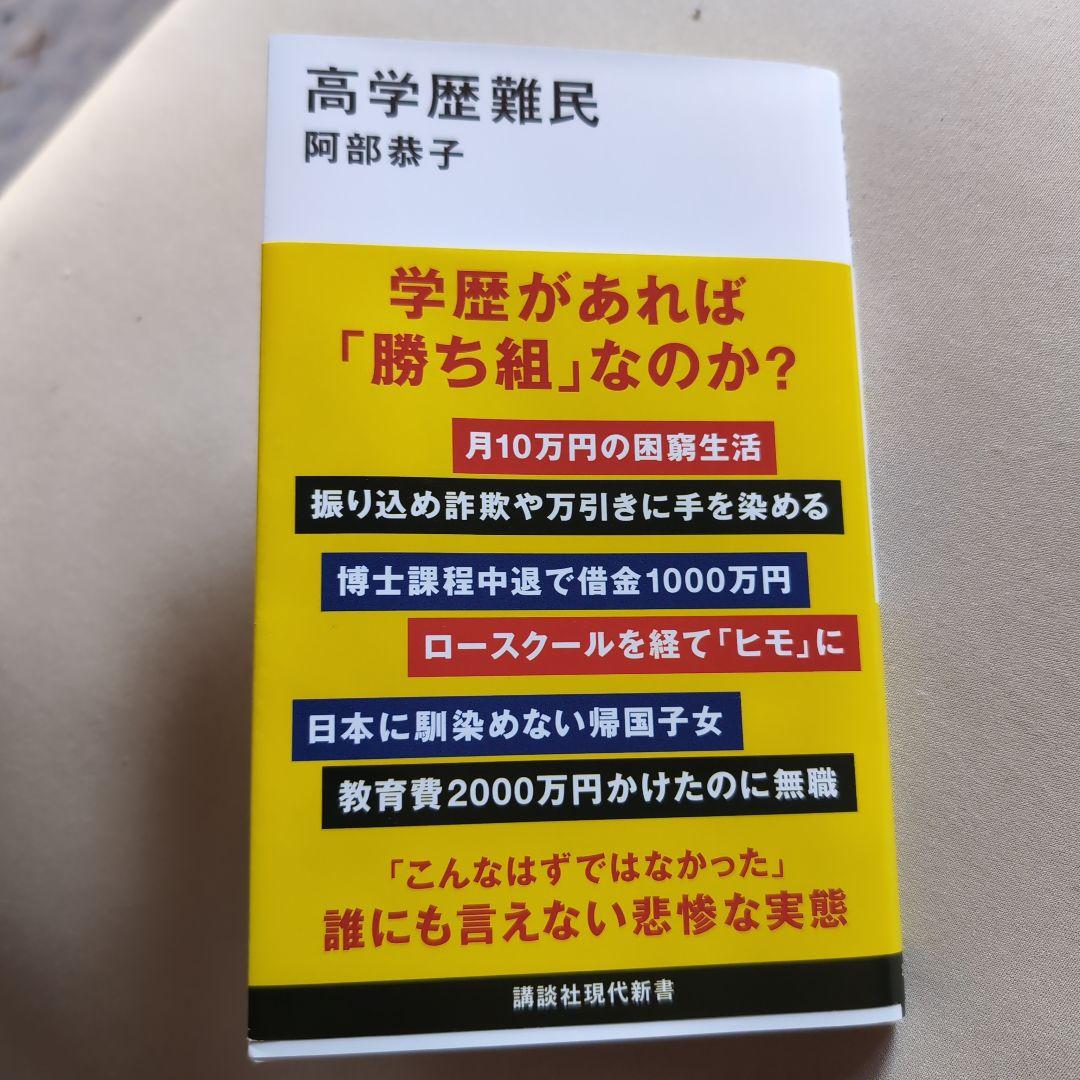 高学歴難民
阿部恭子
学歴があれば
「勝ち組」なのか?
月10万円の困窮生活
振り込め詐欺や万引きに手を染める
博士課程中退で借金1000万円
ロースクールを経て「ヒモ」に
日本に馴染めない帰国子女
教育費2000万円かけたのに無職
「こんなはずではなかった」
誰にも言えない悲惨な実態
講談社現代新書